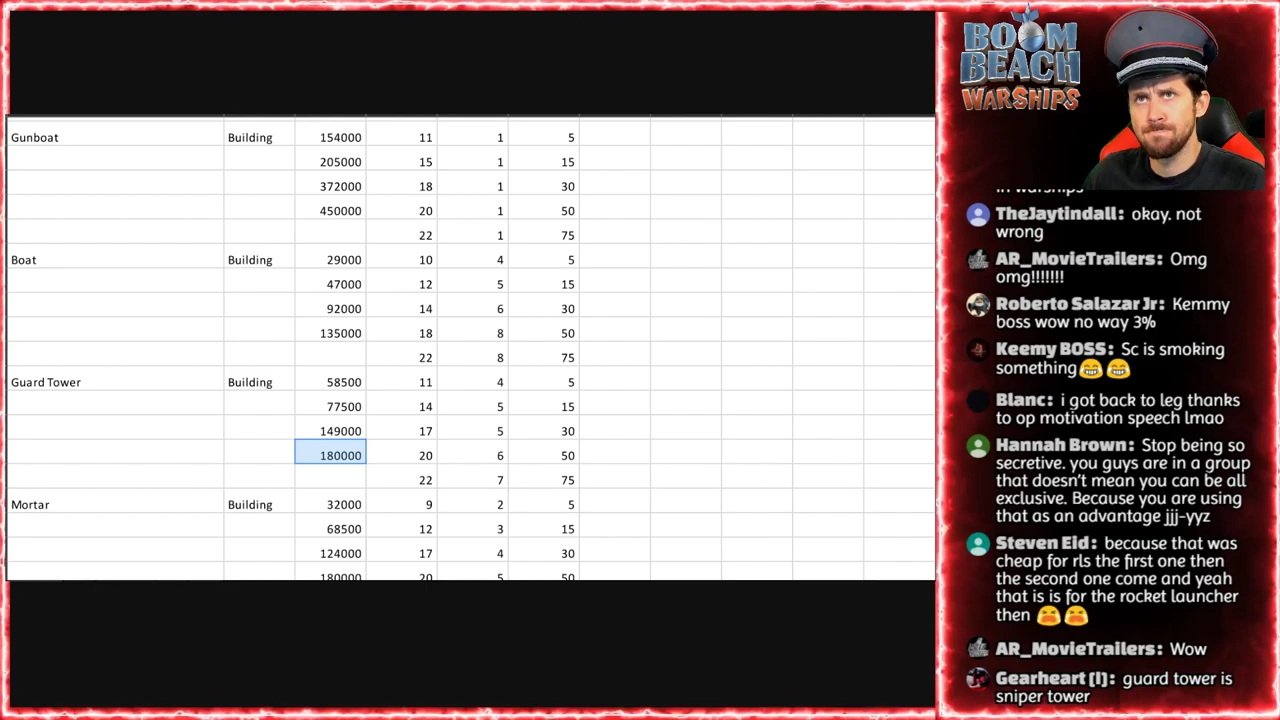 Gunboat Building 154000 11 1 5
205000 15 1 15
372000 18 1 30
450000 20 1 50
22 1 75
Boat Building 29000 10 4 5
47000 12 5 15
92000 14 6 30
135000 18 8 50
22 8 75
Guard Tower Building 58500 11 4 5
77500 14 5 15
149000 17 5 30
180000 20 6 50
22 7 75
Mortar Building 32000 9 2 5
68500 12 3 15
124000 17 4 30
180000 20 5 50
BOOM
BEACH
WARSHIPS
in warships
TheJaytindall: okay. not
wrong
AR_MovieTrailers: Omg
omg!!!!!!!
Roberto Salazar Jr: Kemmy
boss wow no way 3%
Keemy BOSS: Sc is smoking
something😂 😂
Blanc: i got back to leg thanks
to op motivation speech lmao
Hannah Brown: Stop being so
secretive. you guys are in a group
that doesn't mean you can be all
exclusive. Because you are using
that as an advantage jjj-yyz
Steven Eid: because that was
cheap for rls the first one then
the second one come and yeah
that is is for the rocket launcher
then 😫 😫
AR_MovieTrailers: Wow
Gearheart [1]: guard tower is
sniper tower